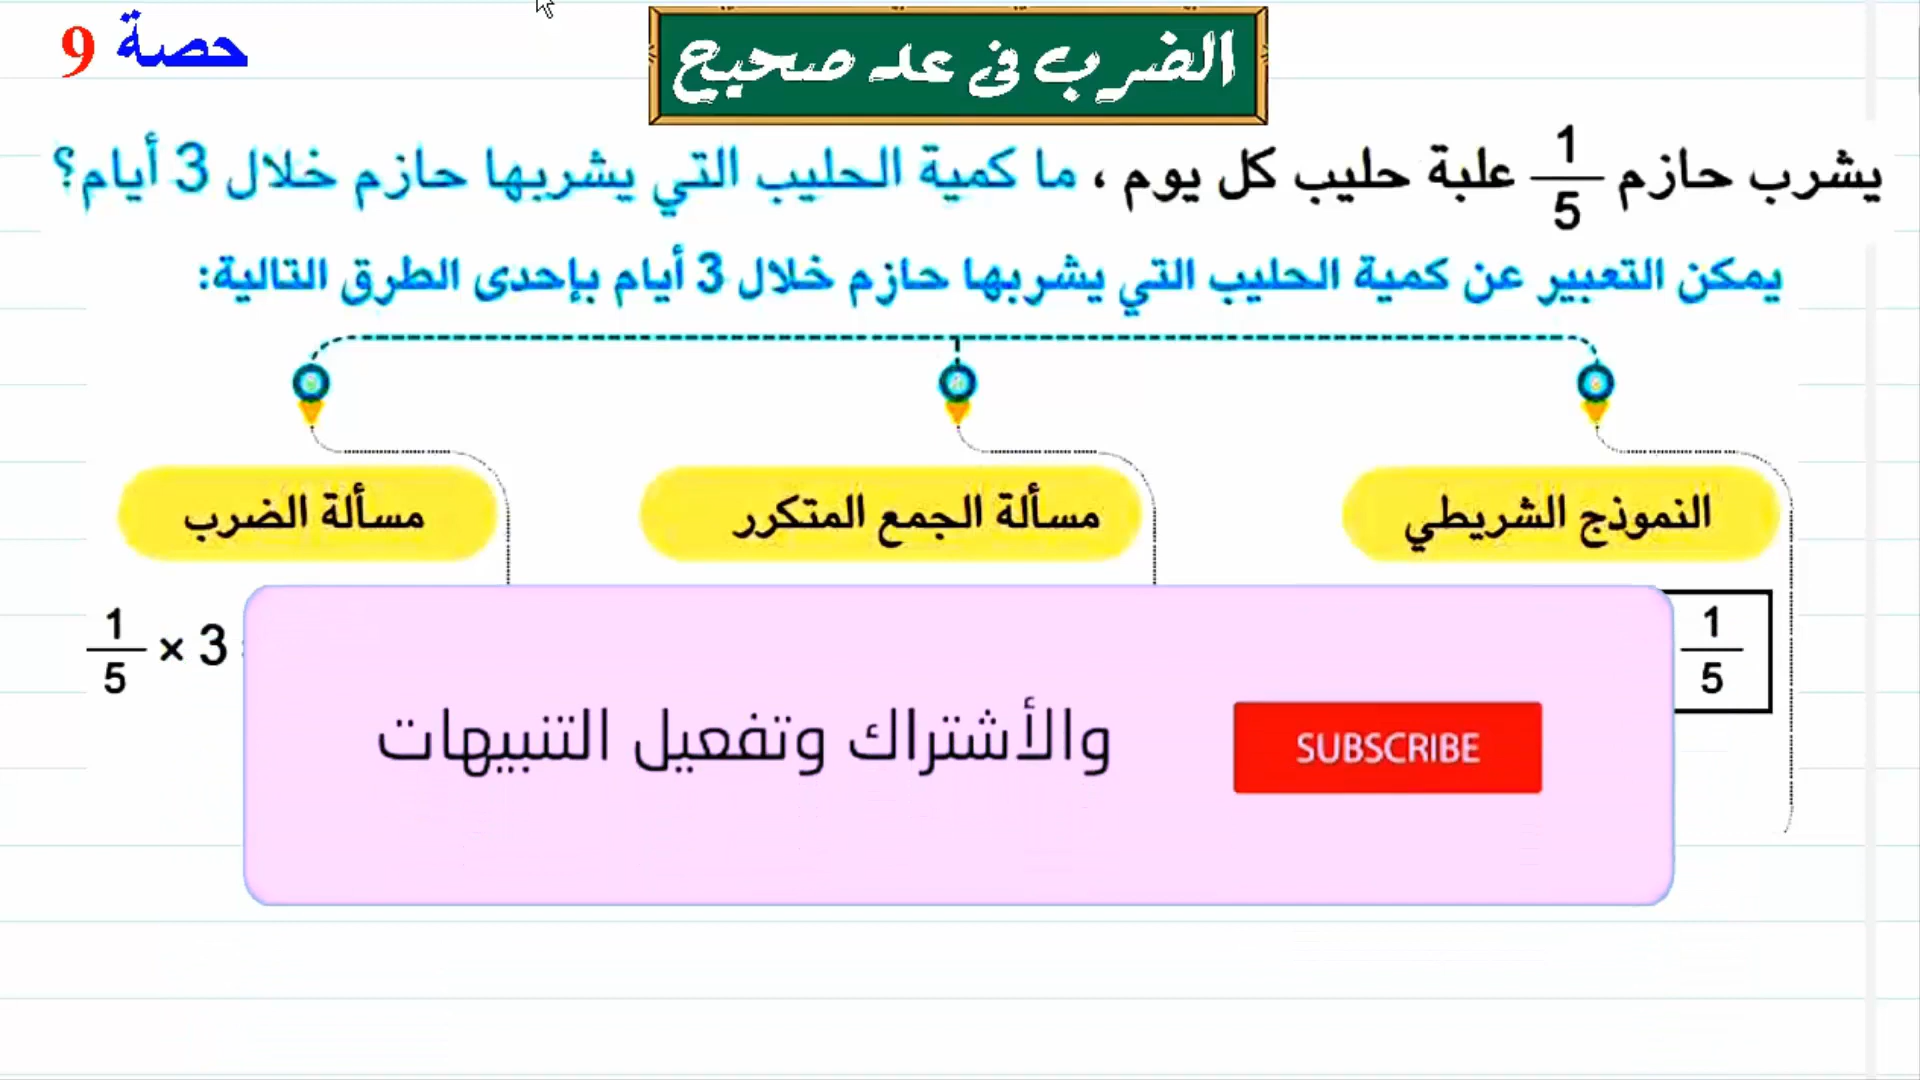 حصة 9
الضرب فى عدد صحيح
يشرب حازم 1/5 علبة حليب كل يوم ، ما كمية الحليب التي يشربها حازم خلال 3 أيام؟
يمكن التعبير عن كمية الحليب التي يشربها حازم خلال 3 أيام بإحدى الطرق التالية:
النموذج الشريطي
مسألة الجمع المتكرر
مسألة الضرب
1/5
1/5 × 3
والأشتراك وتفعيل التنبيهات
SUBSCRIBE